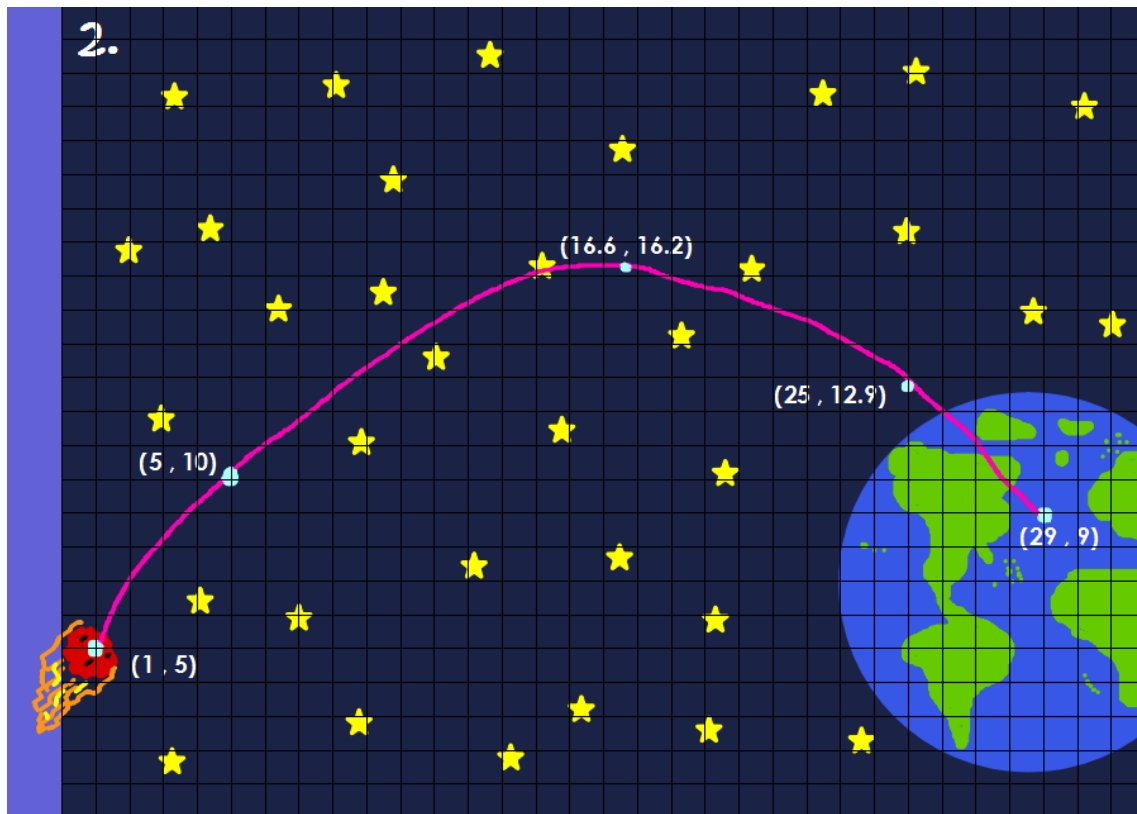 2.
(16.6 , 16.2)
(25 , 12.9)
(5 , 10)
(29 , 9)
(1 , 5)